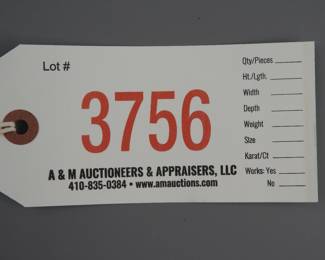 Lot #
3756
A & M AUCTIONEERS & APPRAISERS, LLC
410-835-0384 • www.amauctions.com
Qty/Pieces
Ht./Lgth.
Width
Depth
Weight
Size
Karat/Ct
Works: Yes
No